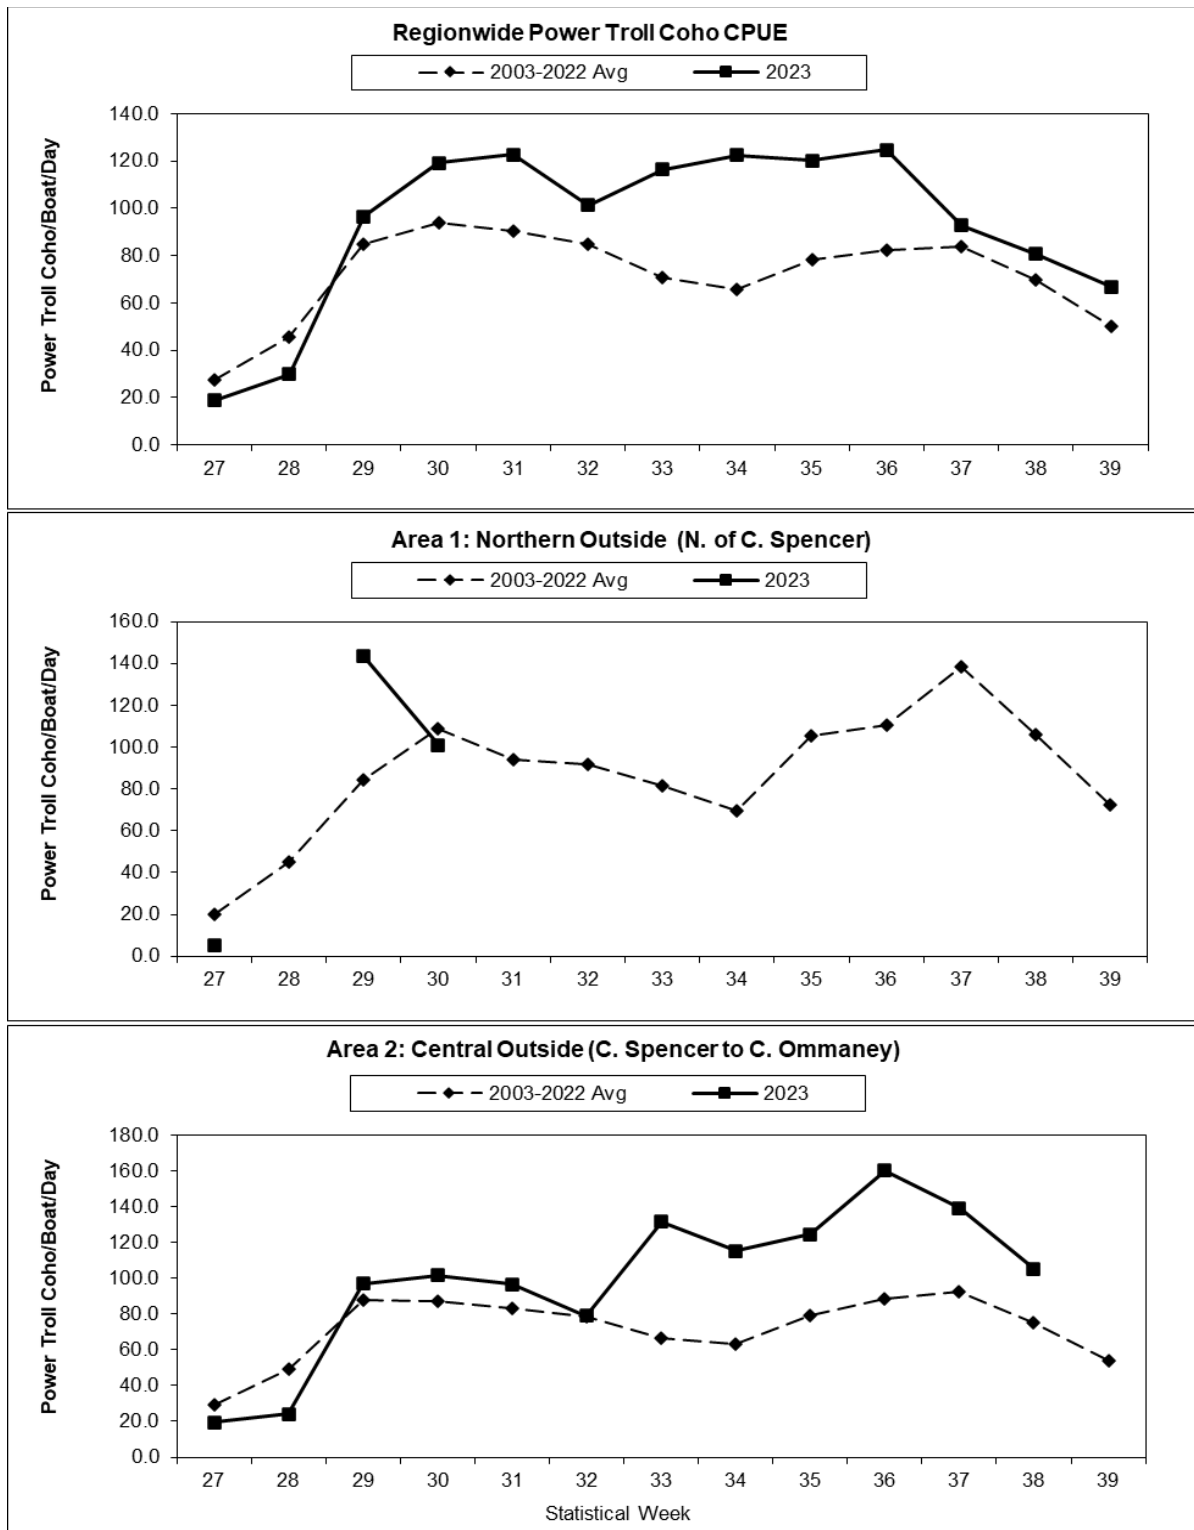 Regionwide Power Troll Coho CPUE
2003-2022 Avg 2023
Power Troll Coho/Boat/Day
140.0
120.0
100.0
80.0
60.0
40.0
20.0
0.0
27 28 29 30 31 32 33 34 35 36 37 38 39
Area 1: Northern Outside (N. of C. Spencer)
2003-2022 Avg 2023
Power Troll Coho/Boat/Day
160.0
140.0
120.0
100.0
80.0
60.0
40.0
20.0
0.0
27 28 29 30 31 32 33 34 35 36 37 38 39
Area 2: Central Outside (C. Spencer to C. Ommaney)
2003-2022 Avg 2023
Power Troll Coho/Boat/Day
180.0
160.0
140.0
120.0
100.0
80.0
60.0
40.0
20.0
0.0
27 28 29 30 31 32 33 34 35 36 37 38 39
Statistical Week